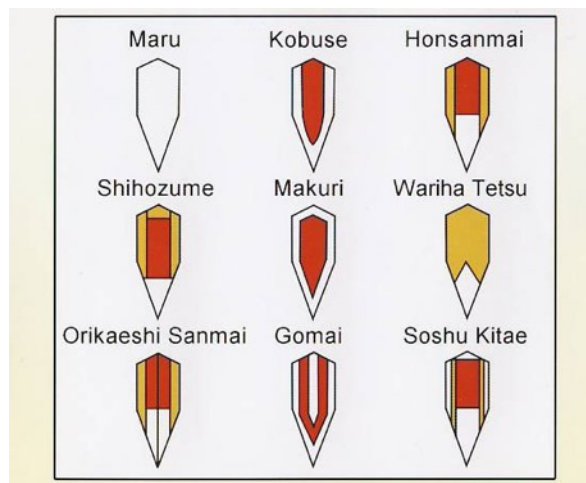 Maru Kobuse Honsanmai
Shihozume Makuri Wariha Tetsu
Orikaeshi Sanmai Gomai Soshu Kitae